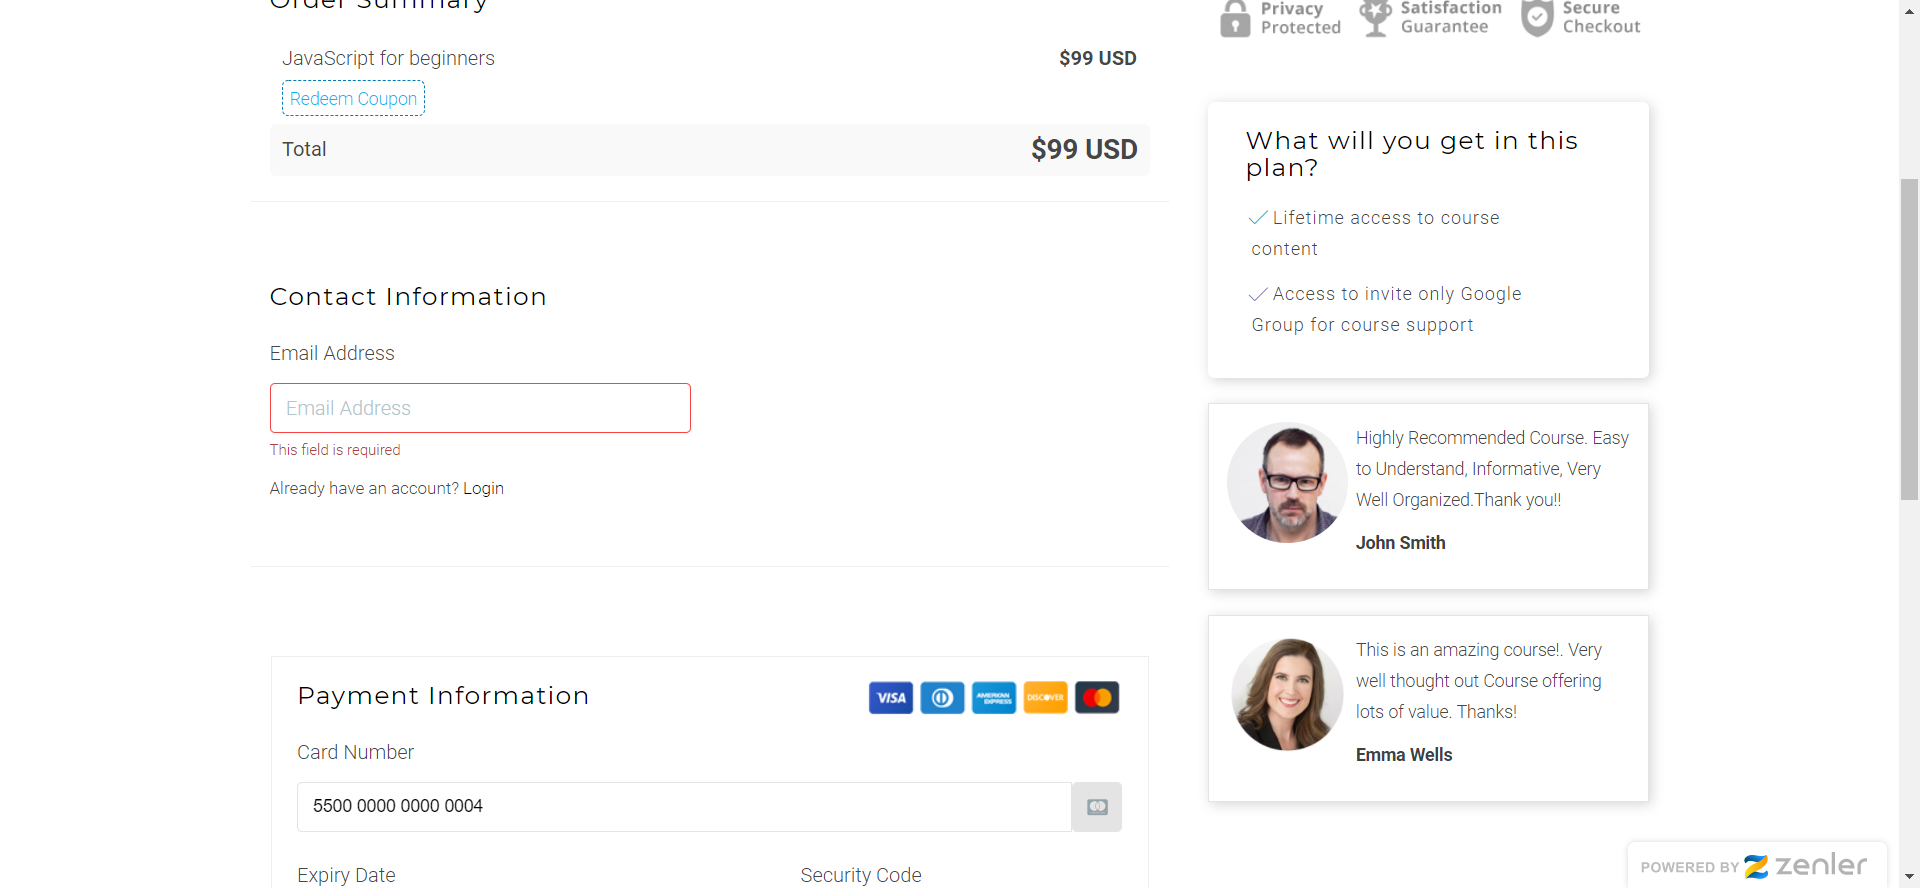 Order Summary
JavaScript for beginners
$99 USD
Redeem Coupon
Total
$99 USD
Contact Information
Email Address
Email Address
This field is required
Already have an account? Login
Payment Information
VISA
AMERICAN
EXPRESS
DISCOVER
Card Number
5500 0000 0000 0004
Expiry Date
Security Code
Privacy
Protected
Satisfaction
Guarantee
Secure
Checkout
What will you get in this
plan?
Lifetime access to course
content
Access to invite only Google
Group for course support
Highly Recommended Course. Easy
to Understand, Informative, Very
Well Organized.Thank you!!
John Smith
This is an amazing course!. Very
well thought out Course offering
lots of value. Thanks!
Emma Wells
POWERED BY zenler